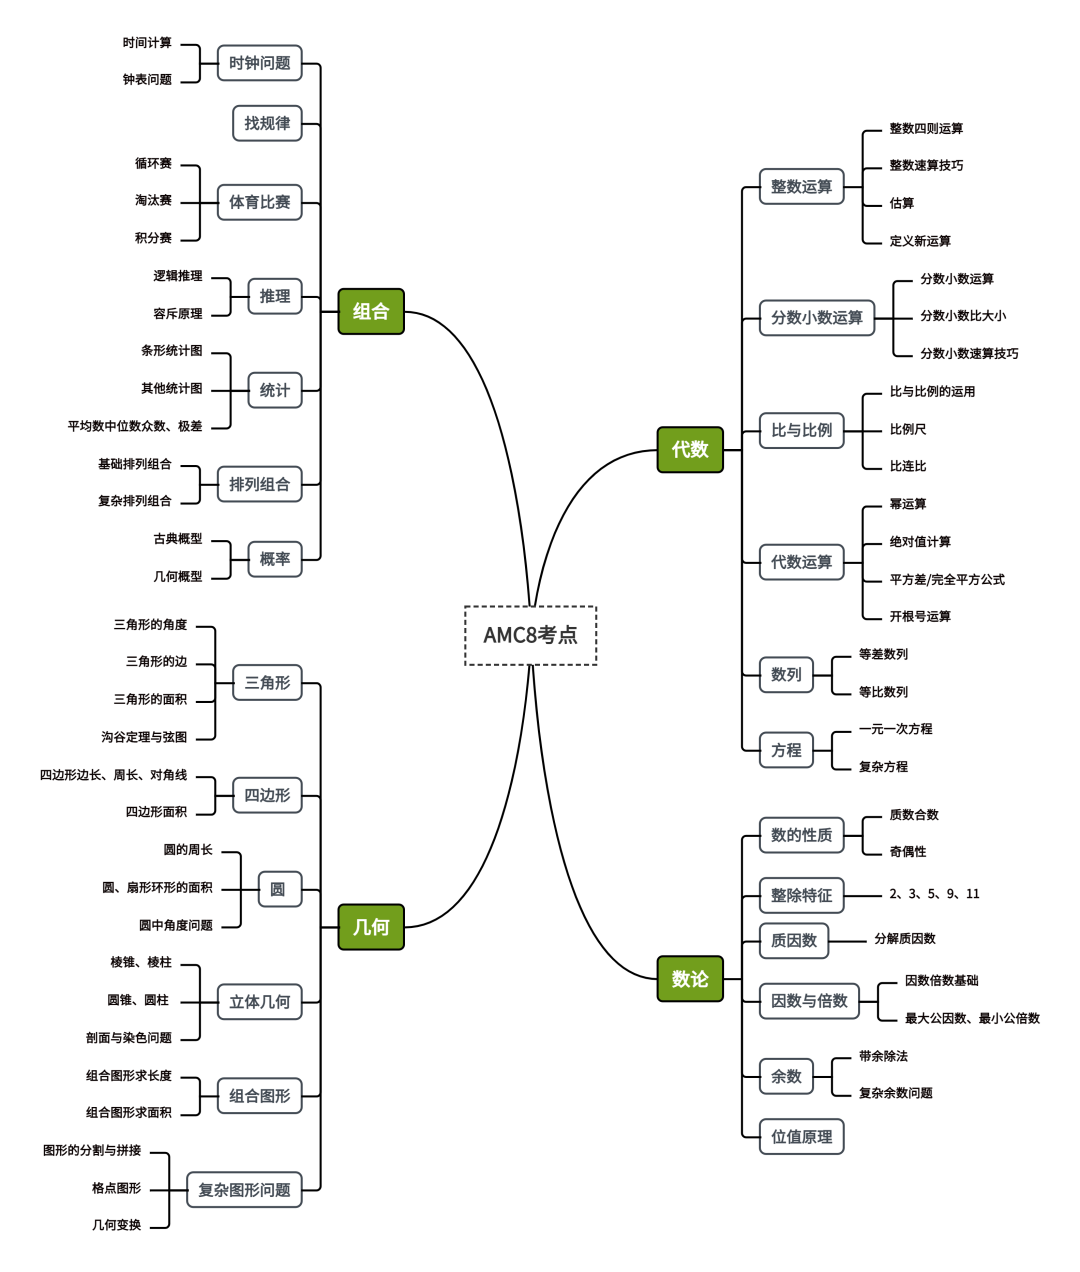 AMC8考点
组合
时钟问题
时间计算
钟表问题
找规律
体育比赛
循环赛
淘汰赛
积分赛
推理
逻辑推理
容斥原理
统计
条形统计图
其他统计图
平均数中位数众数、极差
排列组合
基础排列组合
复杂排列组合
概率
古典概型
几何概型
几何
三角形
三角形的角度
三角形的边
三角形的面积
沟谷定理与弦图
四边形
四边形边长、周长、对角线
四边形面积
圆
圆的周长
圆、扇形环形的面积
圆中角度问题
立体几何
棱锥、棱柱
圆锥、圆柱
剖面与染色问题
组合图形
组合图形求长度
组合图形求面积
复杂图形问题
图形的分割与拼接
格点图形
几何变换
代数
整数运算
整数四则运算
整数速算技巧
估算
定义新运算
分数小数运算
分数小数运算
分数小数比大小
分数小数速算技巧
比与比例
比与比例的运用
比例尺
比连比
代数运算
幂运算
绝对值计算
平方差/完全平方公式
开根号运算
数列
等差数列
等比数列
方程
一元一次方程
复杂方程
数论
数的性质
质数合数
奇偶性
整除特征
2、3、5、9、11
质因数
分解质因数
因数与倍数
因数倍数基础
最大公因数、最小公倍数
余数
带余除法
复杂余数问题
位值原理